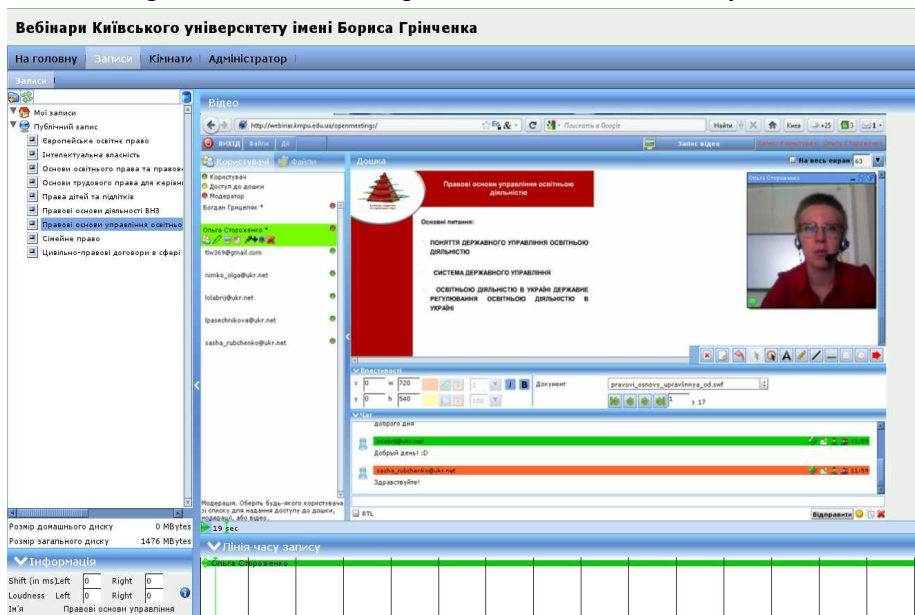 Вебінари Київського університету імені Бориса Грінченка
На головну Записи Кімнати Адміністратор
Записи
Мої записи
Публічний запис
Європейське освітнє право
Інтелектуальна власність
Основи освітнього права та правов
Основи трудового права для керівни
Права дітей та підлітків
Правові основи діяльності ВНЗ
Правові основи управління освітньо
Сімейне право
Цивільно-правові договори в сфері
Розмір домашнього диску 0 MBytes
Розмір загального диску 1476 MBytes
Інформація
Shift (in ms) Left 0 Right 0
Loudness Left 0 Right 0
Ім'я Правові основи управління
Відео
http://webinar.kmpu.edu.ua/openmeetings/
Поискать в Google
Найти
Киев +25 3 1
ВИХІД Файли Дії
Запис відео
Користувачі Файли
Користувач
Доступ до дошки
Модератор
Богдан Грицеляк *
Ольга Стороженко *
tlw369@gmail.com
nimko_olga@ukr.net
lolabrij@ukr.net
lpasechnikova@ukr.net
sasha_rubchenko@ukr.net
Модерація. Оберіть будь-якого користувача
зі списку для надання доступу до дошки,
модерації, або відео.
Дошка
На весь екран 63
Правові основи управління освітньою
діяльністю
Основні питання:
ПОНЯТТЯ ДЕРЖАВНОГО УПРАВЛІННЯ ОСВІТНЬОЮ
ДІЯЛЬНІСТЮ
СИСТЕМА ДЕРЖАВНОГО УПРАВЛІННЯ
ОСВІТНЬОЮ ДІЯЛЬНІСТЮ В УКРАЇНІ ДЕРЖАВНЕ
РЕГУЛЮВАННЯ ОСВІТНЬОЮ ДІЯЛЬНІСТЮ В
УКРАЇНІ
Ольга Стороженко
Властивості
x 0 w 720
y 0 h 540
2 I B
100
Документ pravovi_osnovy_upravlinnya_od.swf
1 з 17
Чат
доброго дня
lolabrij@ukr.net 11:59
Добрый день! :D
sasha_rubchenko@ukr.net 11:59
Здравствуйте!
RTL
Відправити
19 sec
Лінія часу запису
Ольга Стороженко